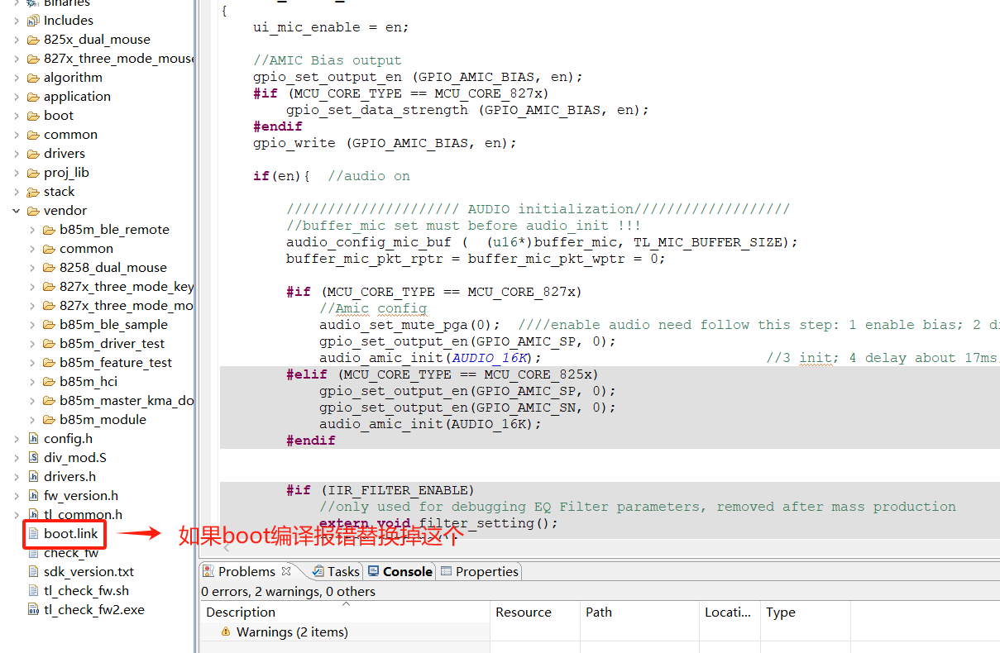 Binaries
Includes
825x_dual_mouse
827x_three_mode_mouse
algorithm
application
boot
common
drivers
proj_lib
stack
vendor
b85m_ble_remote
common
8258_dual_mouse
827x_three_mode_key
827x_three_mode_mo
b85m_ble_sample
b85m_driver_test
b85m_feature_test
b85m_hci
b85m_master_kma_do
b85m_module
config.h
div_mod.S
drivers.h
fw_version.h
tl_common.h
boot.link
check_fw
sdk_version.txt
tl_check_fw.sh
tl_check_fw2.exe
{
ui_mic_enable = en;
//AMIC Bias output
gpio_set_output_en (GPIO_AMIC_BIAS, en);
#if (MCU_CORE_TYPE == MCU_CORE_827x)
gpio_set_data_strength (GPIO_AMIC_BIAS, en);
#endif
gpio_write (GPIO_AMIC_BIAS, en);
if(en){ //audio on
///////////////////// AUDIO initialization///////////////////
//buffer_mic set must before audio_init !!!
audio_config_mic_buf ( (u16*)buffer_mic, TL_MIC_BUFFER_SIZE);
buffer_mic_pkt_rptr = buffer_mic_pkt_wptr = 0;
#if (MCU_CORE_TYPE == MCU_CORE_827x)
//Amic config
audio_set_mute_pga(0); ////enable audio need follow this step: 1 enable bias; 2 di
gpio_set_output_en(GPIO_AMIC_SP, 0);
audio_amic_init(AUDIO_16K); //3 init; 4 delay about 17ms
#elif (MCU_CORE_TYPE == MCU_CORE_825x)
gpio_set_output_en(GPIO_AMIC_SP, 0);
gpio_set_output_en(GPIO_AMIC_SN, 0);
audio_amic_init(AUDIO_16K);
#endif
#if (IIR_FILTER_ENABLE)
//only used for debugging EQ Filter parameters, removed after mass production
extern void filter_setting();
如果boot编译报错替换掉这个
Problems Tasks Console Properties
0 errors, 2 warnings, 0 others
Description Resource Path Locati... Type
Warnings (2 items)